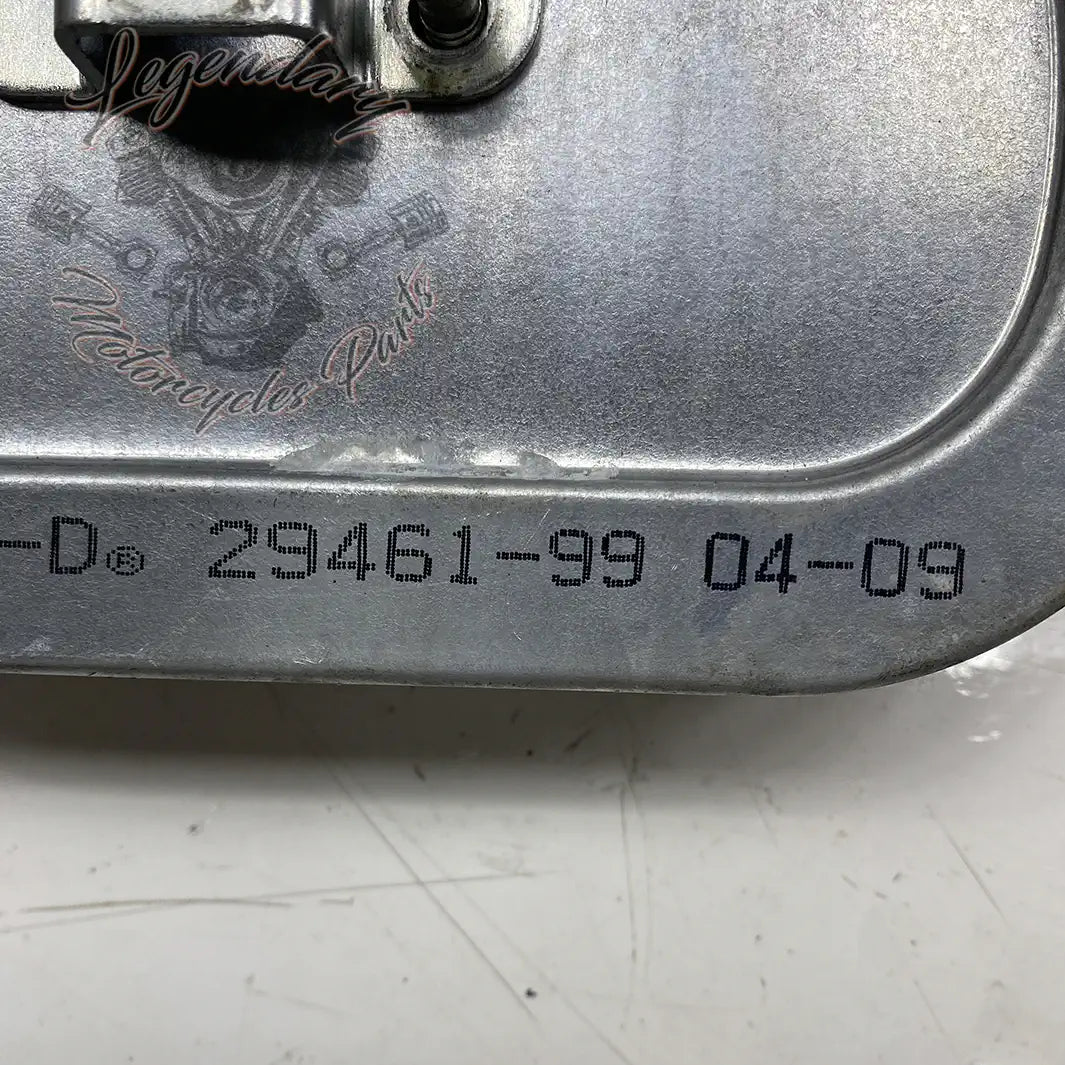 Legendary
Motorcycles Parts
-D® 29461-99 04-09